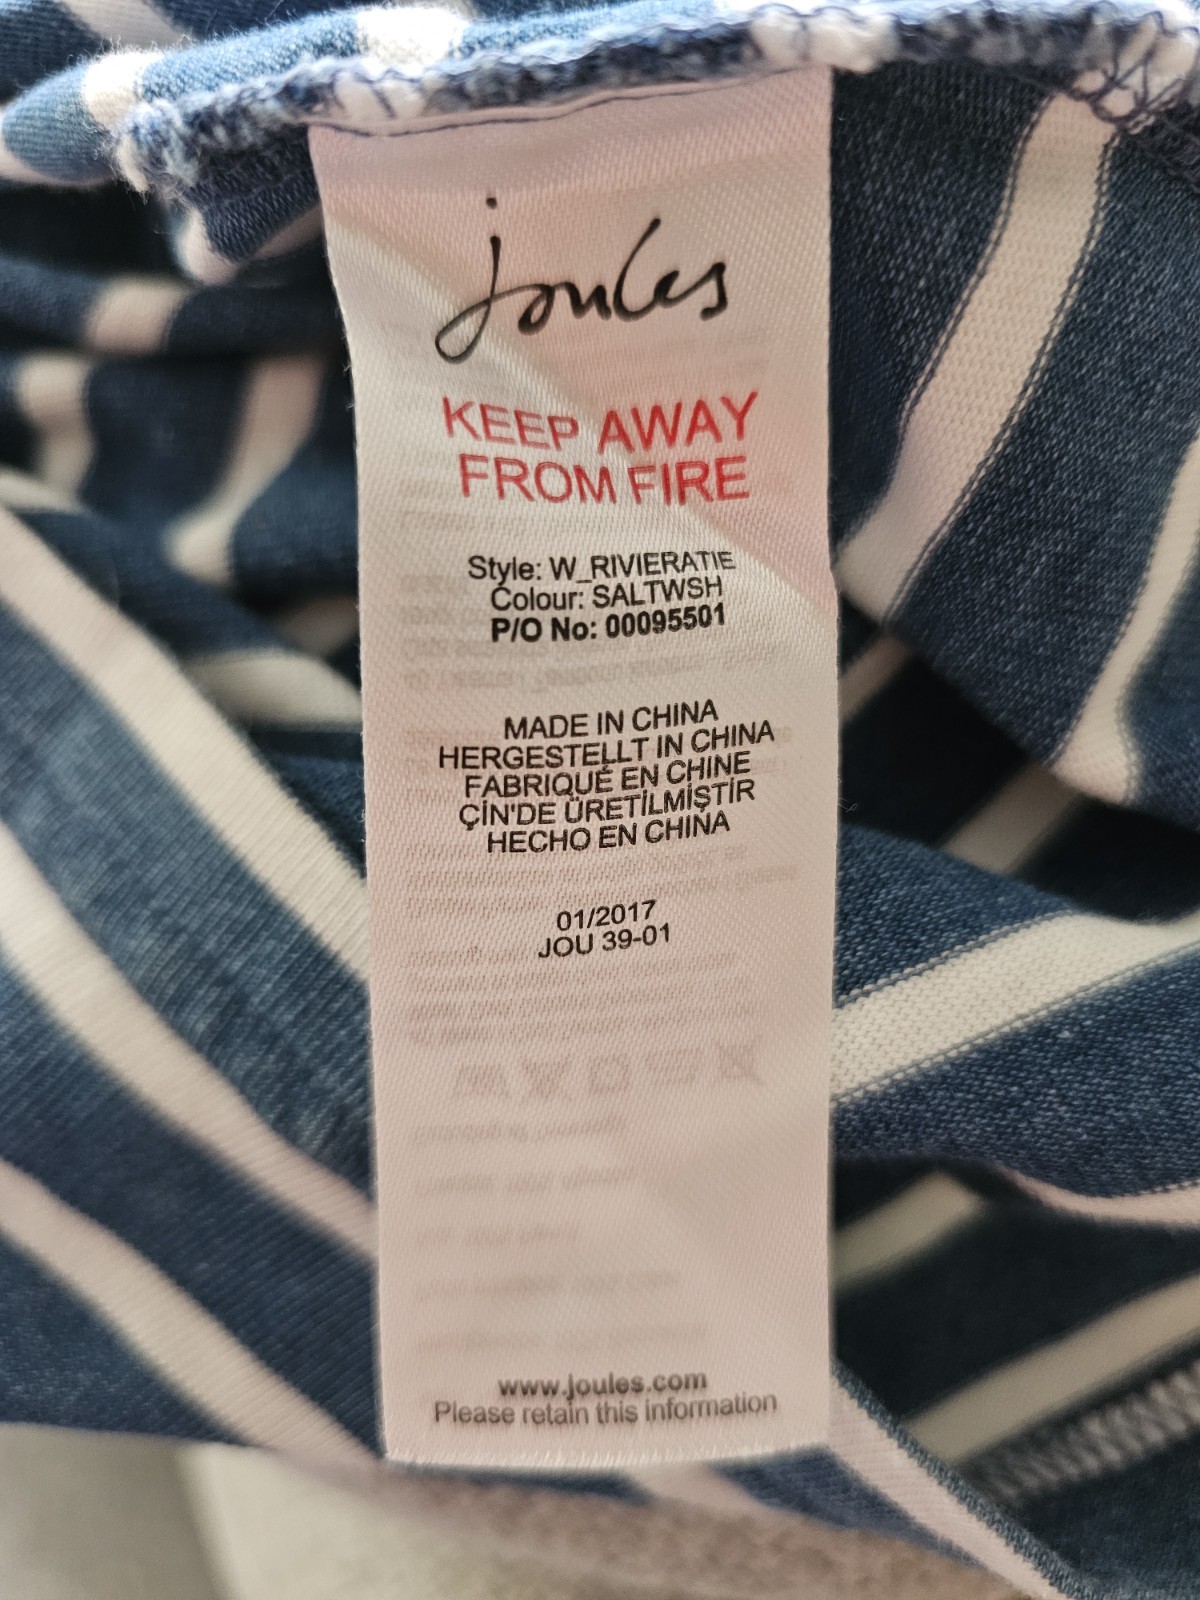 joules
KEEP AWAY
FROM FIRE
Style: W_RIVIERATIE
Colour: SALTWSH
P/O No: 00095501
MADE IN CHINA
HERGESTELLT IN CHINA
FABRIQUÉ EN CHINE
ÇİN'DE ÜRETİLMİŞTİR
HECHO EN CHINA
01/2017
JOU 39-01
www.joules.com
Please retain this information